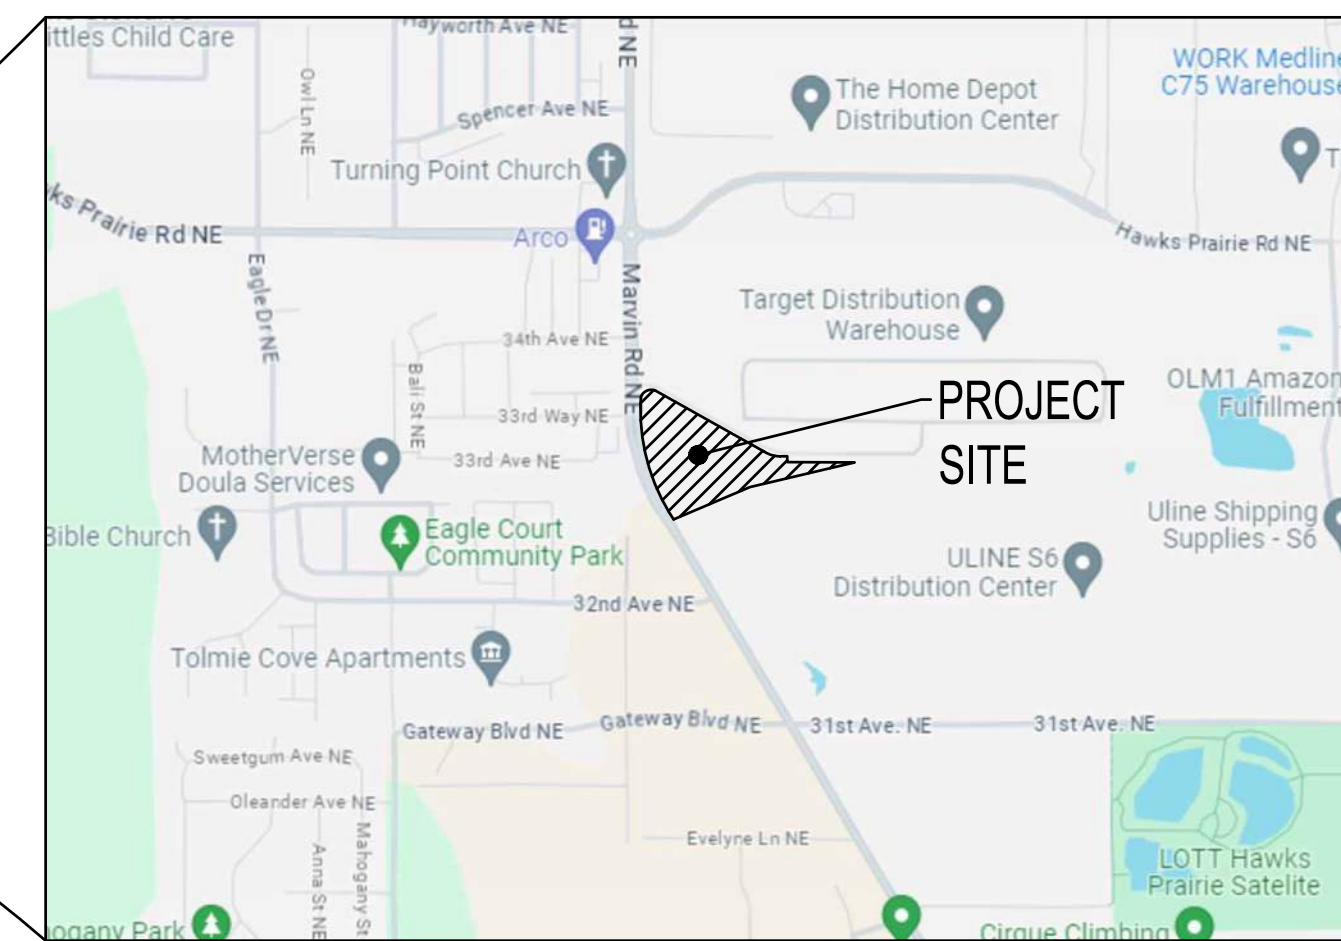 ittles Child Care
Hayworth Ave NE
d NE
WORK Medline
C75 Warehouse
The Home Depot
Distribution Center
Owl Ln NE
Spencer Ave NE
Turning Point Church
T
ks Prairie Rd NE
Arco
Hawks Prairie Rd NE
Eagle Dr NE
Marvin Rd NE
Target Distribution
Warehouse
34th Ave NE
Bali St NE
OLM1 Amazon
Fulfillment
PROJECT
SITE
33rd Way NE
33rd Ave NE
MotherVerse
Doula Services
Bible Church
Eagle Court
Community Park
Uline Shipping
Supplies - S6
ULINE S6
Distribution Center
32nd Ave NE
Tolmie Cove Apartments
Gateway Blvd NE
Gateway Blvd NE
31st Ave. NE
31st Ave. NE
Sweetgum Ave NE
Oleander Ave NE
Mahogany St
Anna St NE
Evelyne Ln NE
LOTT Hawks
Prairie Satelite
hogany Park
Cirque Climbing